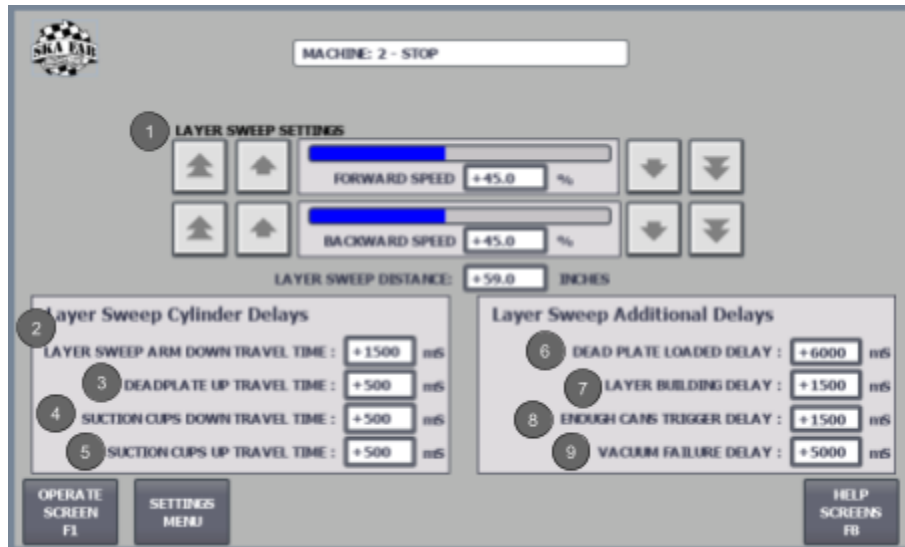 SKA FAB
MACHINE: 2 - STOP
1 LAYER SWEEP SETTINGS
FORWARD SPEED +45.0 %
BACKWARD SPEED +45.0 %
LAYER SWEEP DISTANCE: +59.0 INCHES
Layer Sweep Cylinder Delays
2
LAYER SWEEP ARM DOWN TRAVEL TIME : +1500 mS
3 DEADPLATE UP TRAVEL TIME : +500 mS
4 SUCTION CUPS DOWN TRAVEL TIME : +500 mS
5 SUCTION CUPS UP TRAVEL TIME : +500 mS
Layer Sweep Additional Delays
6 DEAD PLATE LOADED DELAY : +6000 mS
7 LAYER BUILDING DELAY : +1500 mS
8 ENOUGH CANS TRIGGER DELAY : +1500 mS
9 VACUUM FAILURE DELAY : +5000 mS
OPERATE
SCREEN
F1
SETTINGS
MENU
HELP
SCREENS
F8